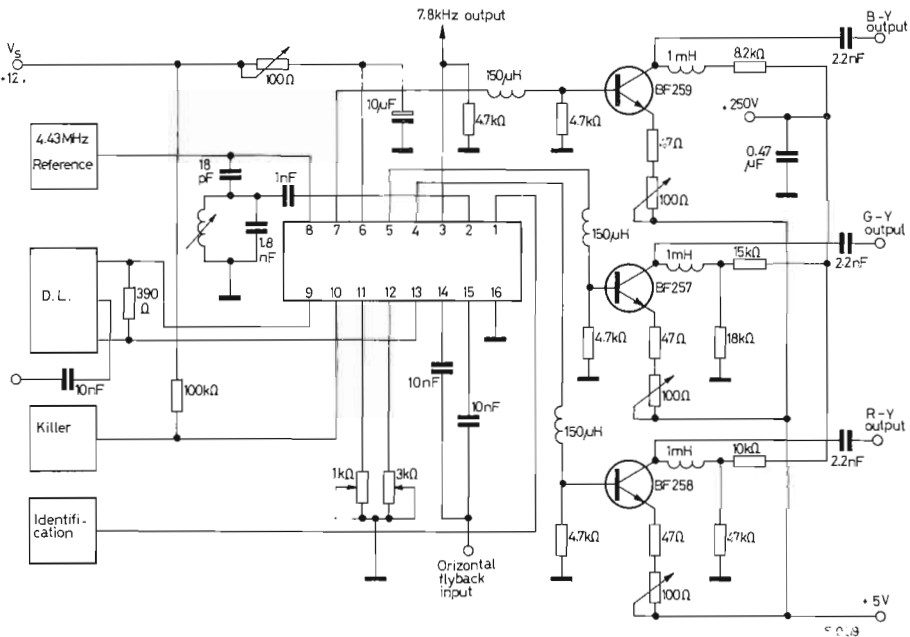 7.8kHz output
B-Y
output
Vs
+12
100Ω
150µH
1mH
8.2kΩ
2.2nF
BF259
10µF
4.7kΩ
4.7kΩ
+250V
4.43MHz
Reference
18
pF
1nF
47Ω
0.47
µF
100Ω
1.8
nF
8 7 6 5 4 3 2 1
9 10 11 12 13 14 15 16
150µH
G-Y
output
1mH
15kΩ
2.2nF
BF257
D.L.
390
Ω
4.7kΩ
47Ω
18kΩ
10nF
100kΩ
10nF
10nF
100Ω
Killer
150µH
R-Y
output
1mH
10kΩ
2.2nF
BF258
1kΩ
3kΩ
Identifi-
cation
4.7kΩ
47Ω
47kΩ
Orizontal
flyback
input
100Ω
+5V